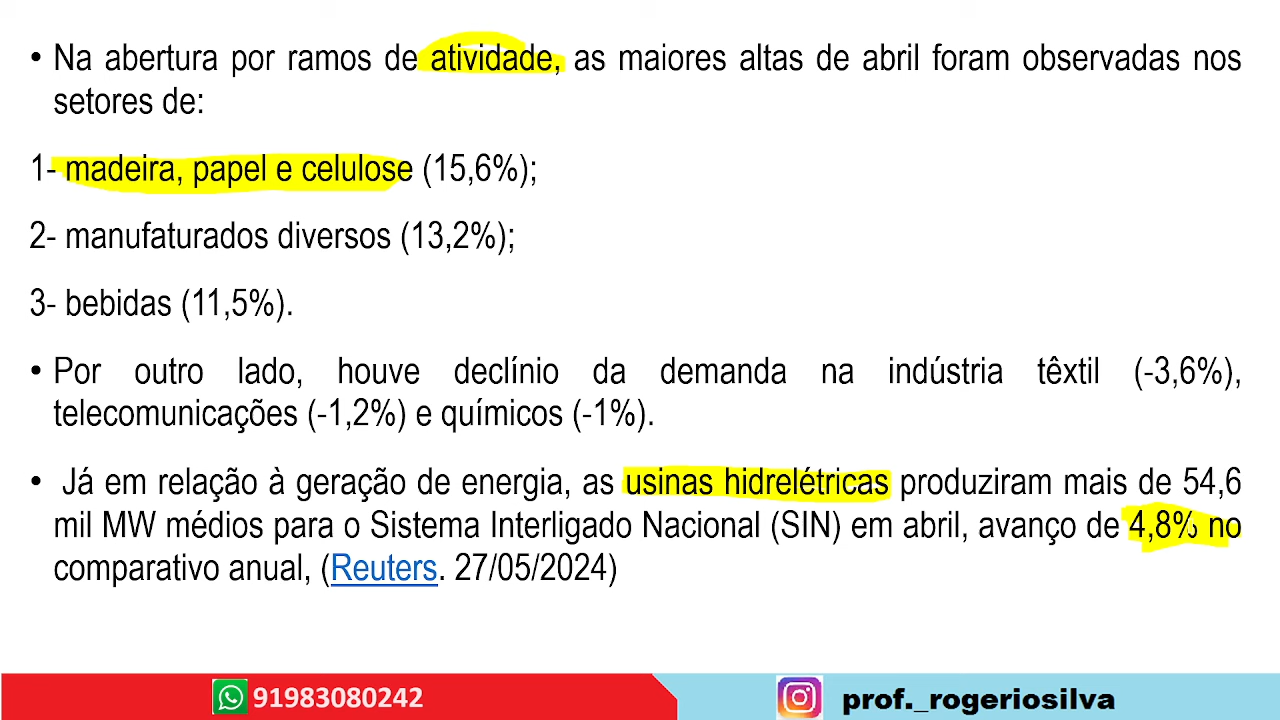 • Na abertura por ramos de atividade, as maiores altas de abril foram observadas nos
setores de:
1- madeira, papel e celulose (15,6%);
2- manufaturados diversos (13,2%);
3- bebidas (11,5%).
• Por outro lado, houve declínio da demanda na indústria têxtil (-3,6%),
telecomunicações (-1,2%) e químicos (-1%).
• Já em relação à geração de energia, as usinas hidrelétricas produziram mais de 54,6
mil MW médios para o Sistema Interligado Nacional (SIN) em abril, avanço de 4,8% no
comparativo anual, (Reuters. 27/05/2024)
91983080242
prof._rogeriosilva